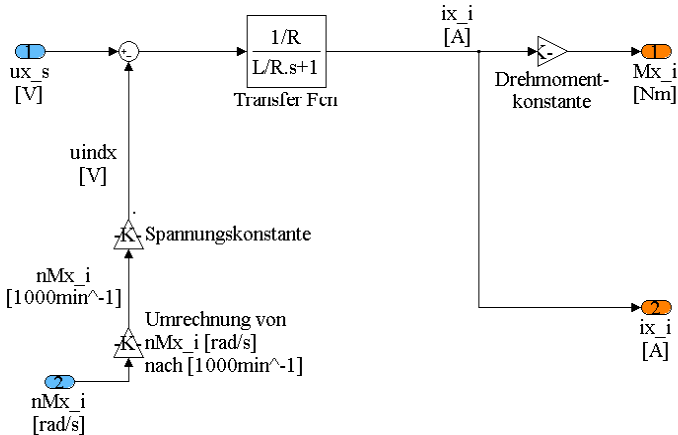 1
ux_s
[V]
1/R
L/R.s+1
Transfer Fcn
ix_i
[A]
K-
Drehmoment-
konstante
1
Mx_i
[Nm]
uindx
[V]
-K-
Spannungskonstante
nMx_i
[1000min^-1]
-K-
Umrechnung von
nMx_i [rad/s]
nach [1000min^-1]
2
nMx_i
[rad/s]
2
ix_i
[A]